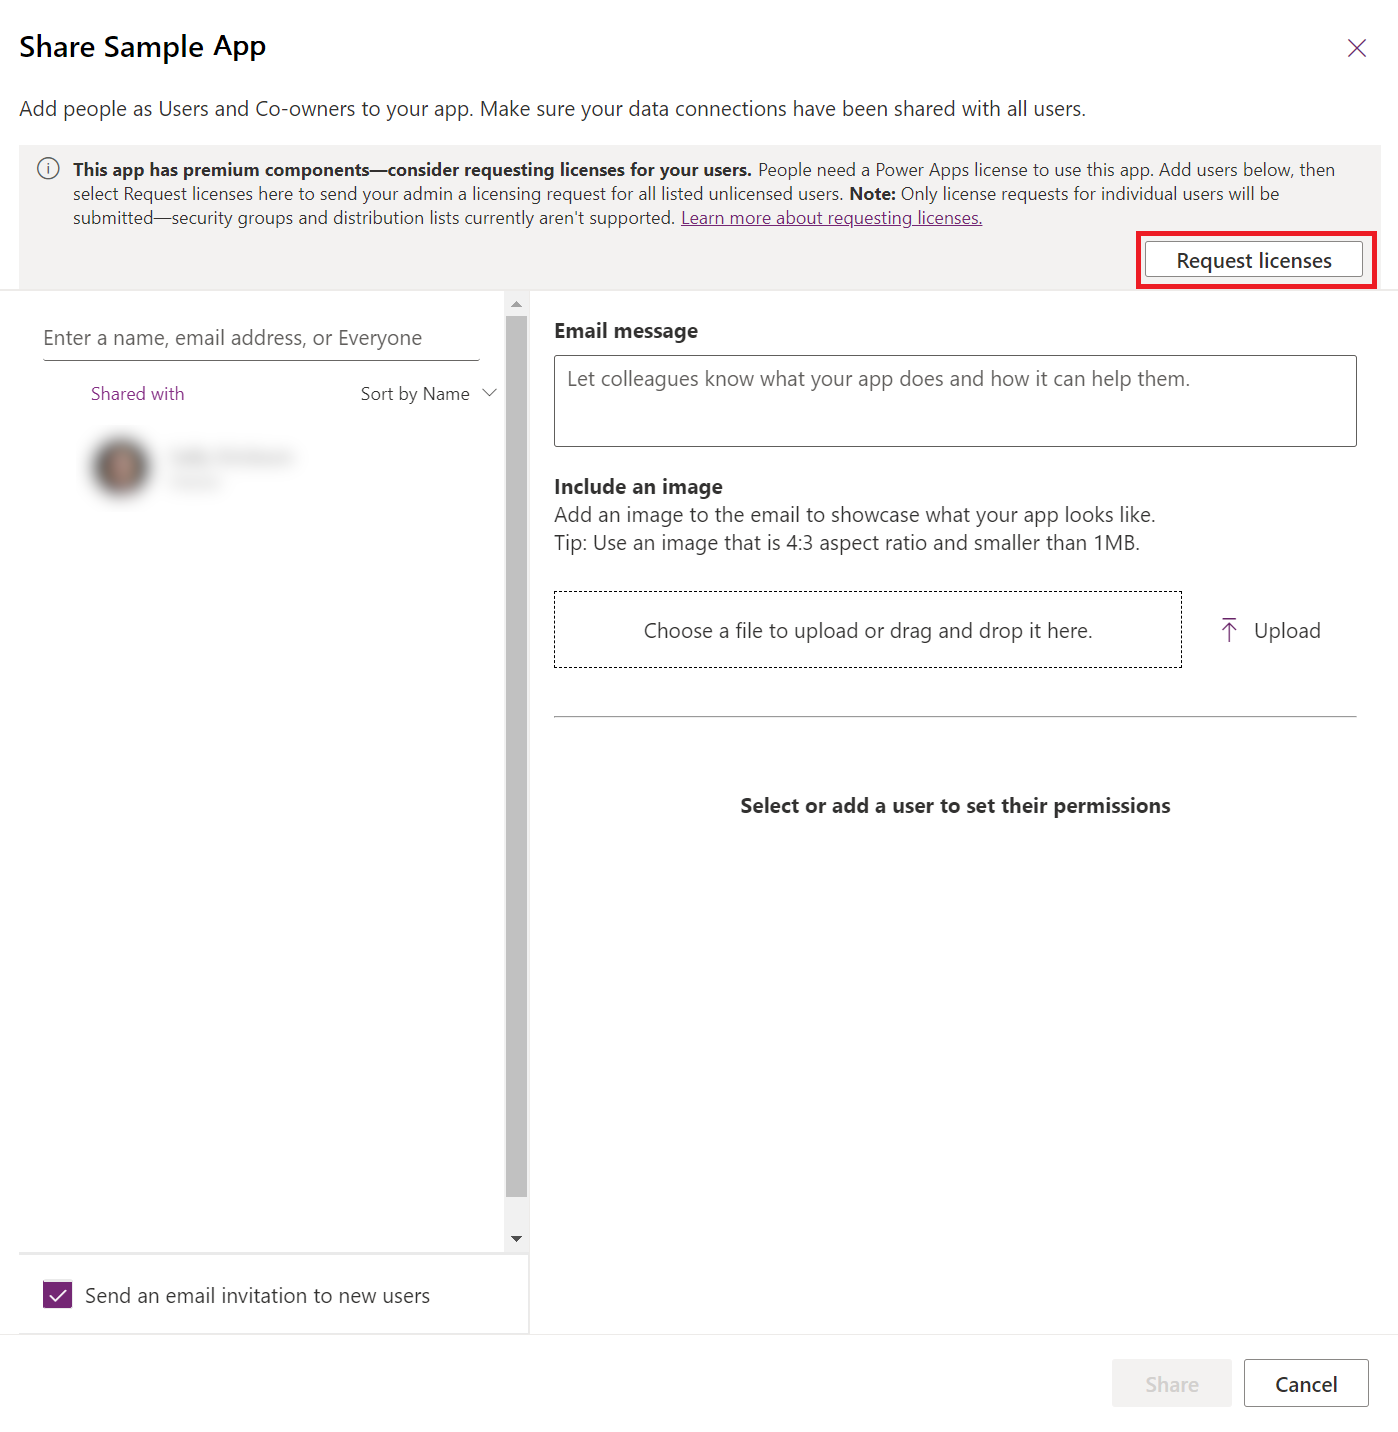 Share Sample App
Add people as Users and Co-owners to your app. Make sure your data connections have been shared with all users.
This app has premium components—consider requesting licenses for your users. People need a Power Apps license to use this app. Add users below, then
select Request licenses here to send your admin a licensing request for all listed unlicensed users. Note: Only license requests for individual users will be
submitted—security groups and distribution lists currently aren't supported. Learn more about requesting licenses.
Request licenses
Enter a name, email address, or Everyone
Shared with
Sort by Name
Email message
Let colleagues know what your app does and how it can help them.
Include an image
Add an image to the email to showcase what your app looks like.
Tip: Use an image that is 4:3 aspect ratio and smaller than 1MB.
Choose a file to upload or drag and drop it here.
Upload
Select or add a user to set their permissions
Send an email invitation to new users
Share
Cancel